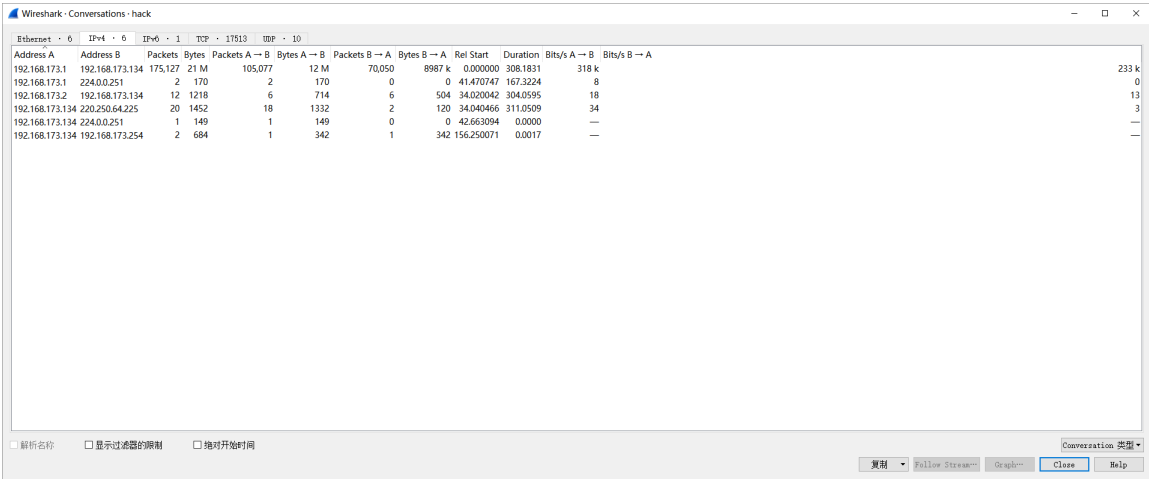 Wireshark · Conversations · hack
Ethernet · 6 IPv4 · 6 IPv6 · 1 TCP · 17513 UDP · 10
Address A Address B Packets Bytes Packets A → B Bytes A → B Packets B → A Bytes B → A Rel Start Duration Bits/s A → B Bits/s B → A
192.168.173.1 192.168.173.134 175,127 21 M 105,077 12 M 70,050 8987 k 0.000000 308.1831 318 k 233 k
192.168.173.1 224.0.0.251 2 170 2 170 0 0 41.470747 167.3224 8 0
192.168.173.2 192.168.173.134 12 1218 6 714 6 504 34.020042 304.0595 18 13
192.168.173.134 220.250.64.225 20 1452 18 1332 2 120 34.040466 311.0509 34 3
192.168.173.134 224.0.0.251 1 149 1 149 0 0 42.663094 0.0000 — —
192.168.173.134 192.168.173.254 2 684 1 342 1 342 156.250071 0.0017 — —
解析名称 显示过滤器的限制 绝对开始时间 Conversation 类型
复制 Follow Stream… Graph… Close Help